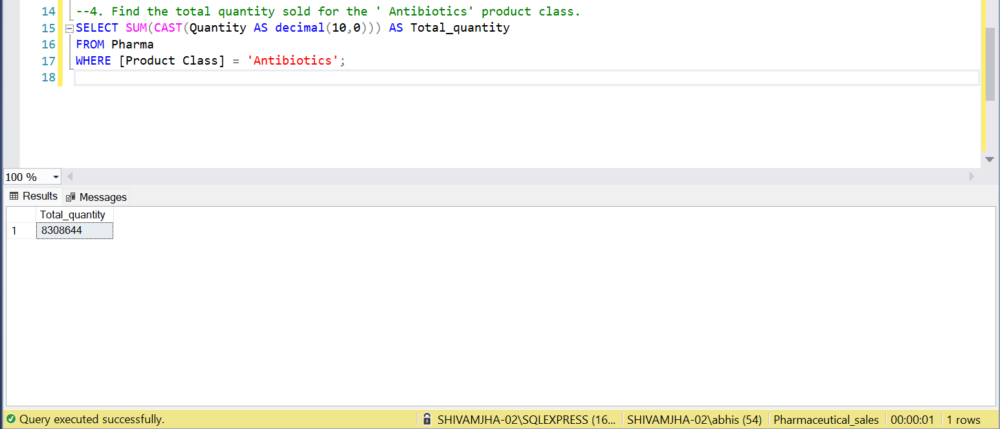 14 --4. Find the total quantity sold for the ' Antibiotics' product class.
15 SELECT SUM(CAST(Quantity AS decimal(10,0))) AS Total_quantity
16 FROM Pharma
17 WHERE [Product Class] = 'Antibiotics';
18
100 %
Results Messages
Total_quantity
1 8308644
Query executed successfully. SHIVAMJHA-02\SQLEXPRESS (16... SHIVAMJHA-02\abhis (54) Pharmaceutical_sales 00:00:01 1 rows